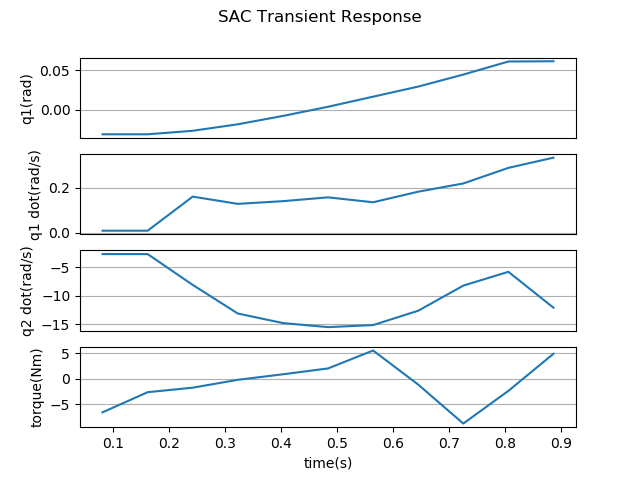 SAC Transient Response
q1(rad)
0.05
0.00
q1 dot(rad/s)
0.2
0.0
q2 dot(rad/s)
−5
−10
−15
torque(Nm)
5
0
−5
0.1 0.2 0.3 0.4 0.5 0.6 0.7 0.8 0.9
time(s)